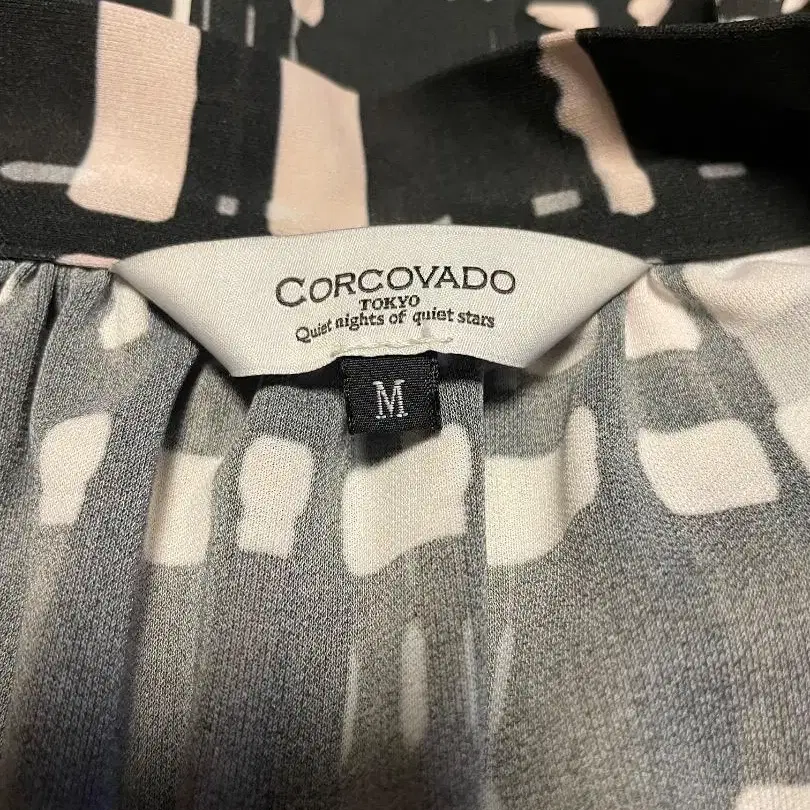 CORCOVADO
TOKYO
Quiet nights of quiet stars
M